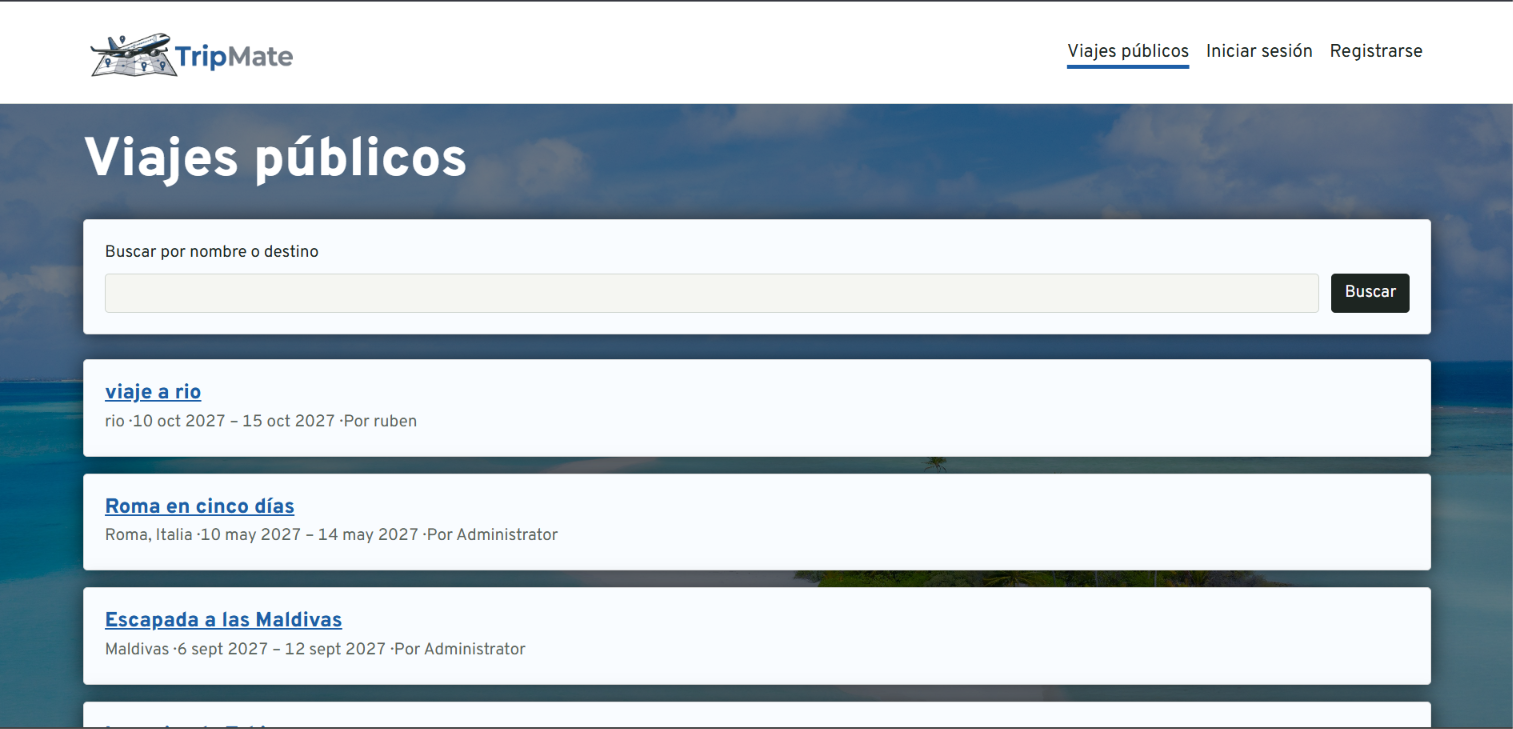 TripMate
Viajes públicos Iniciar sesión Registrarse
Viajes públicos
Buscar por nombre o destino
Buscar
viaje a rio
rio ·10 oct 2027 – 15 oct 2027 ·Por ruben
Roma en cinco días
Roma, Italia ·10 may 2027 – 14 may 2027 ·Por Administrator
Escapada a las Maldivas
Maldivas ·6 sept 2027 – 12 sept 2027 ·Por Administrator